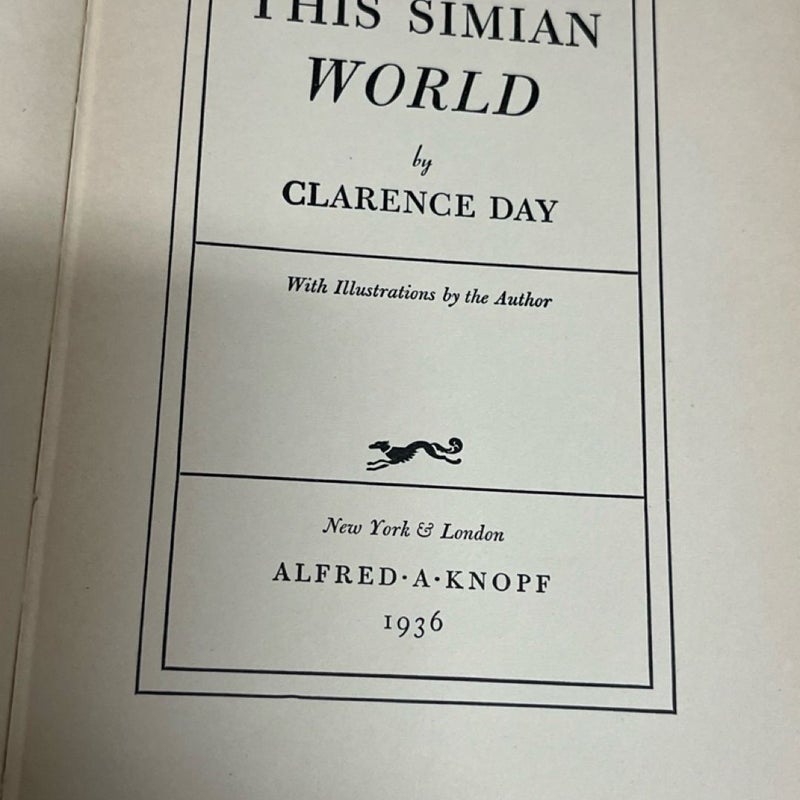 THIS SIMIAN
WORLD
by
CLARENCE DAY
With Illustrations by the Author
New York & London
ALFRED·A·KNOPF
1936